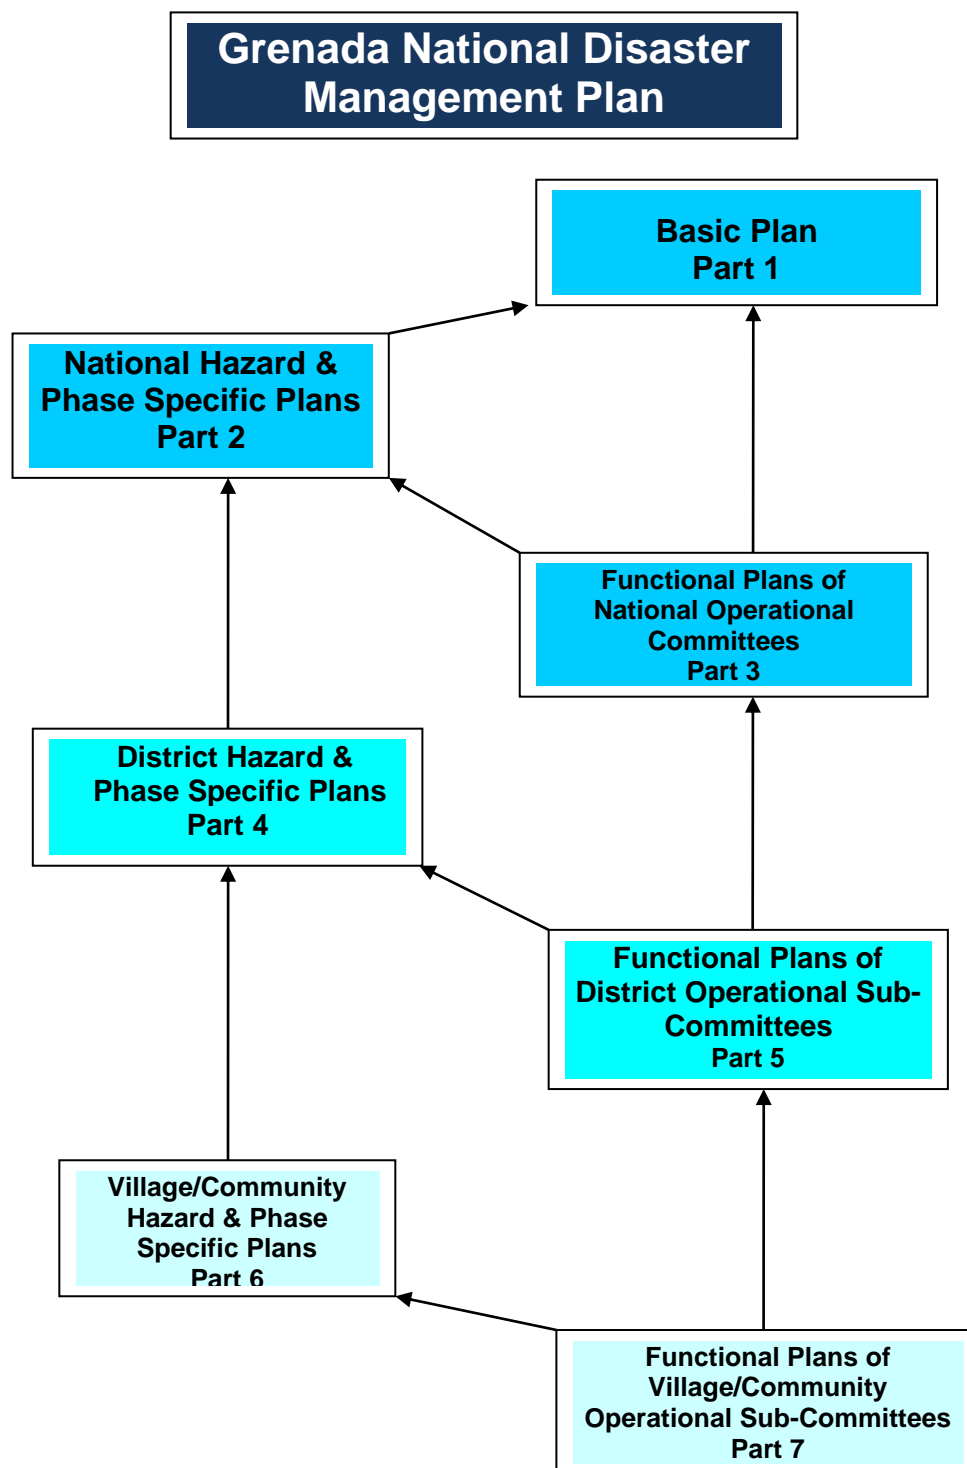 Grenada National Disaster
Management Plan
Basic Plan
Part 1
National Hazard &
Phase Specific Plans
Part 2
Functional Plans of
National Operational
Committees
Part 3
District Hazard &
Phase Specific Plans
Part 4
Functional Plans of
District Operational Sub-
Committees
Part 5
Village/Community
Hazard & Phase
Specific Plans
Part 6
Functional Plans of
Village/Community
Operational Sub-Committees
Part 7